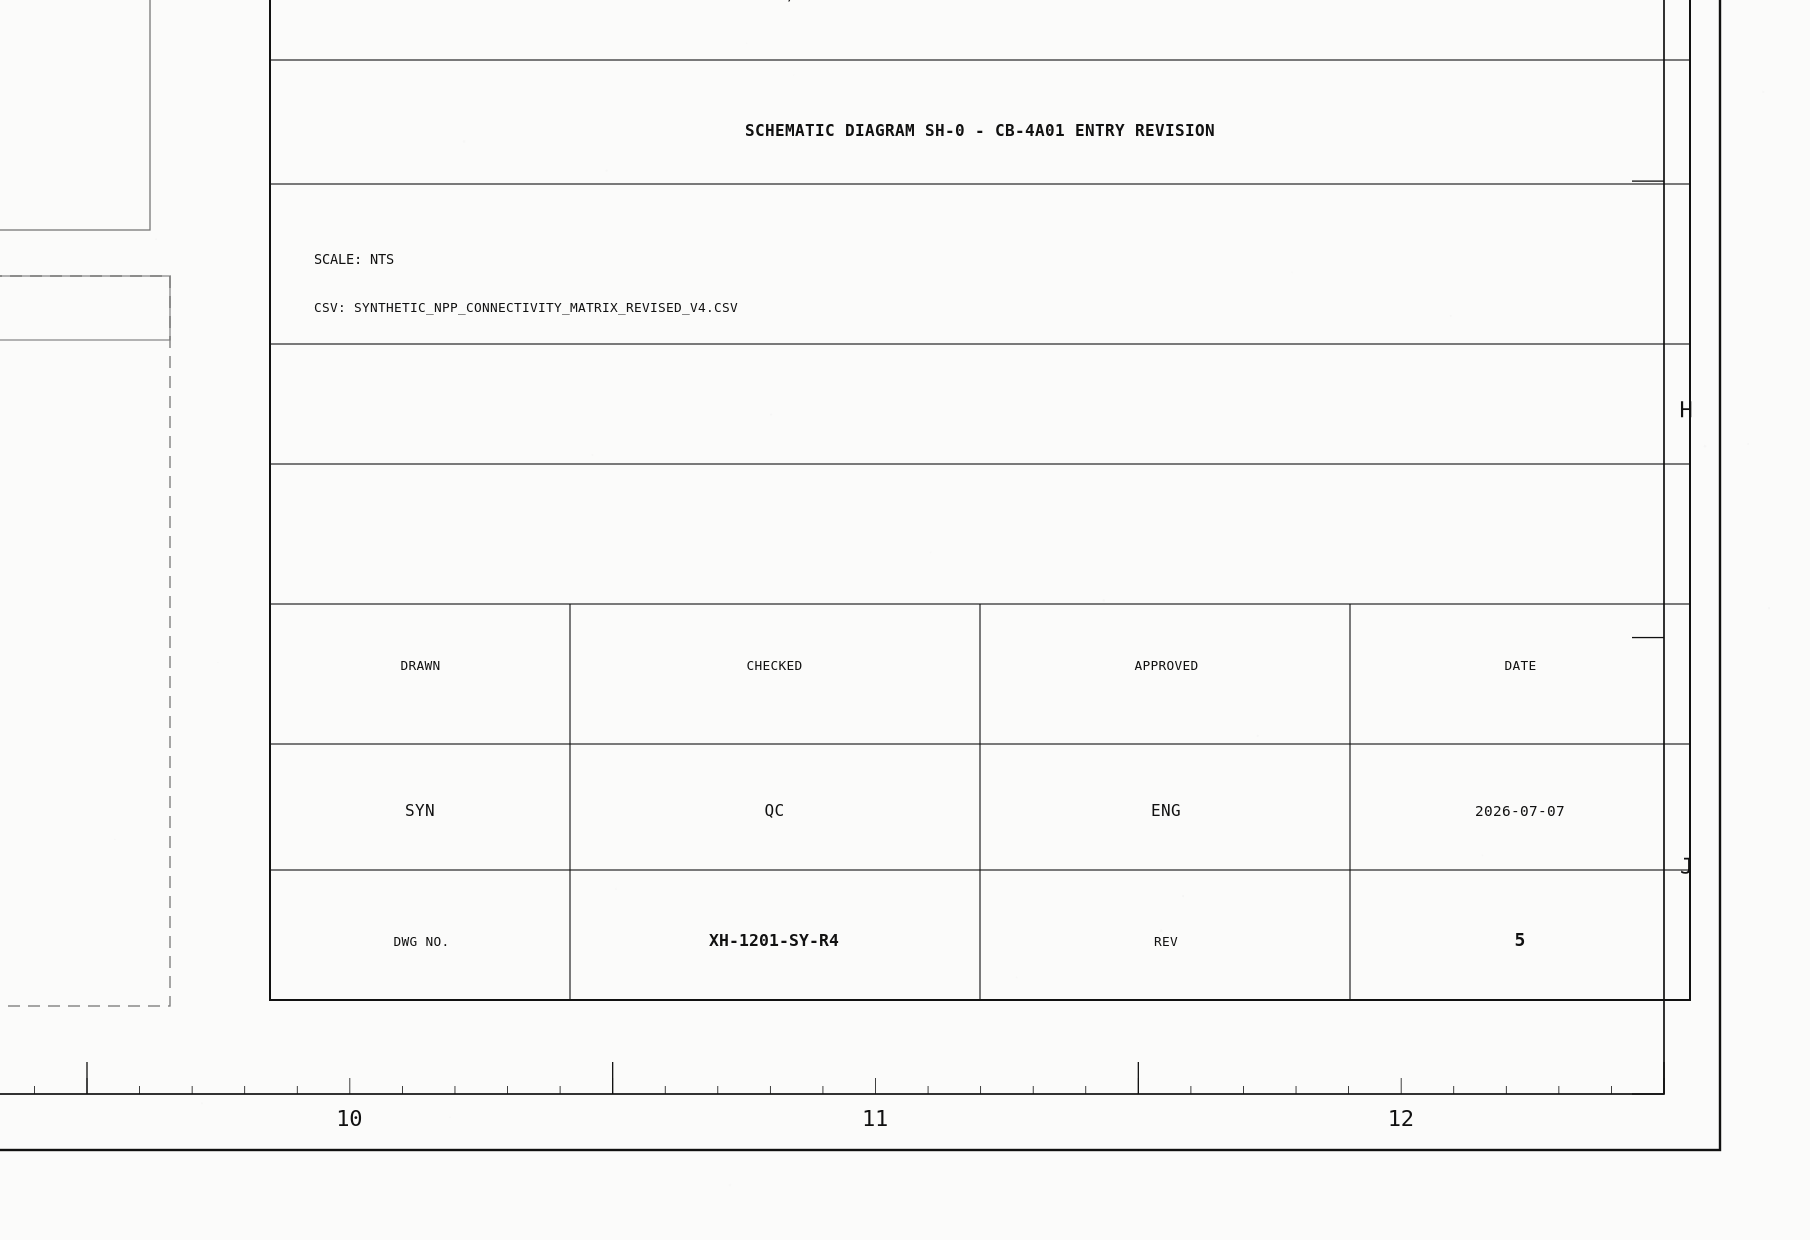 SCHEMATIC DIAGRAM SH-0 - CB-4A01 ENTRY REVISION
SCALE: NTS
CSV: SYNTHETIC_NPP_CONNECTIVITY_MATRIX_REVISED_V4.CSV
H
DRAWN CHECKED APPROVED DATE
SYN QC ENG 2026-07-07
J
DWG NO. XH-1201-SY-R4 REV 5
10 11 12